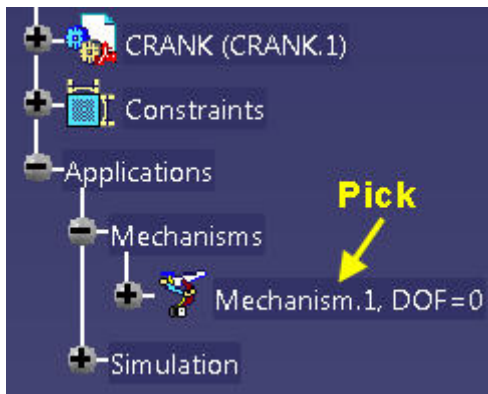 CRANK (CRANK.1)
Constraints
Applications
Pick
Mechanisms
Mechanism.1, DOF=0
Simulation